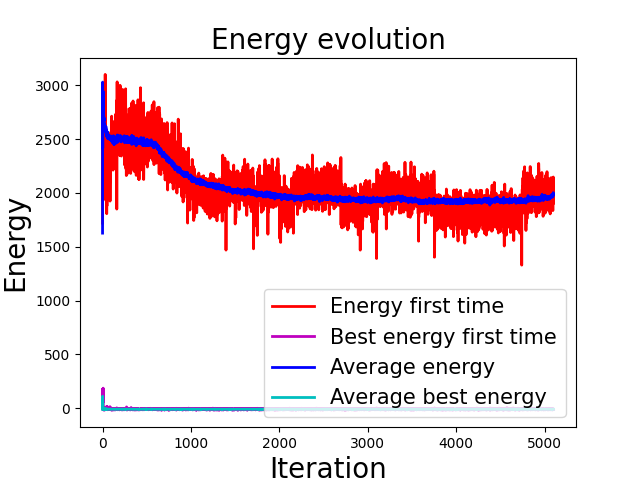 Energy evolution
3000
2500
2000
1500
1000
500
0
Energy
Energy first time
Best energy first time
Average energy
Average best energy
0 1000 2000 3000 4000 5000
Iteration